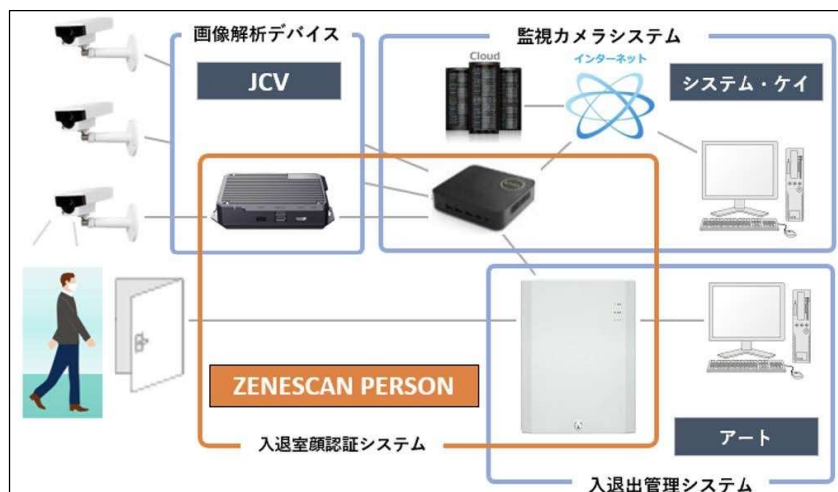 画像解析デバイス
JCV
監視カメラシステム
Cloud
インターネット
システム・ケイ
ZENESCAN PERSON
入退室顔認証システム
アート
入退出管理システム